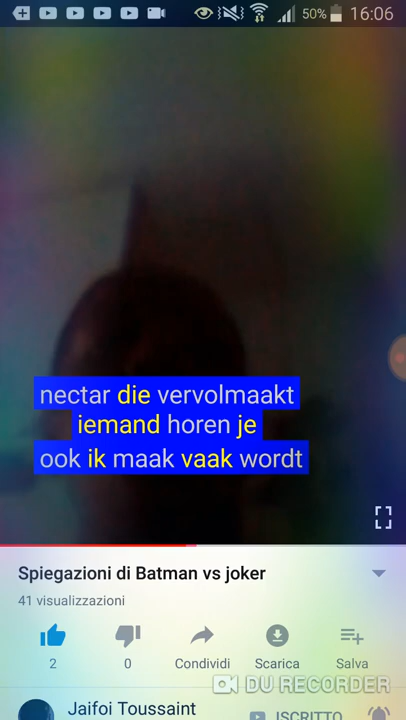 50% 16:06
nectar die vervolmaakt
iemand horen je
ook ik maak vaak wordt
Spiegazioni di Batman vs joker
41 visualizzazioni
2 0 Condividi Scarica Salva
DU RECORDER
Jaifoi Toussaint
ISCRITTO